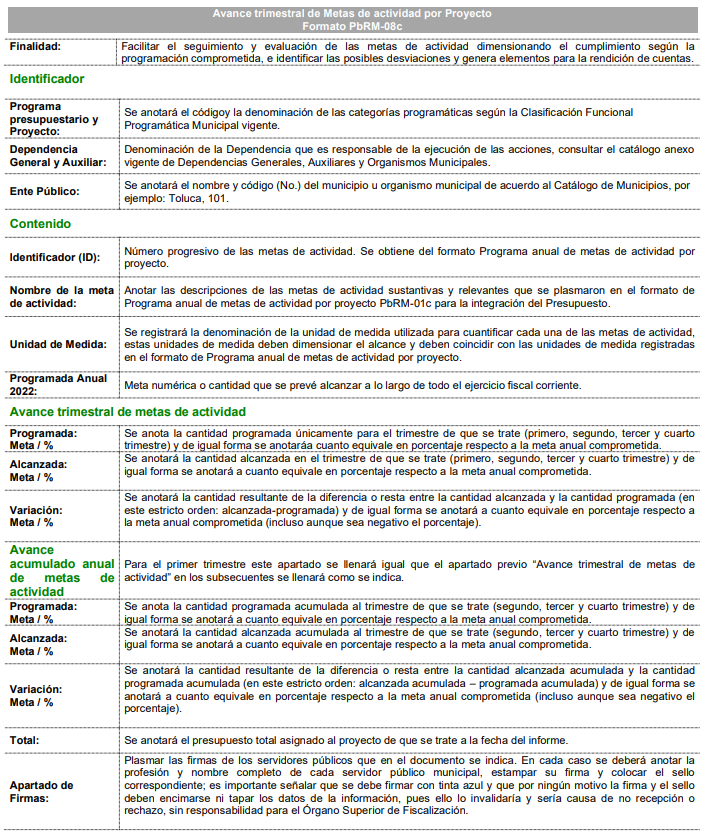 Avance trimestral de Metas de actividad por Proyecto
Formato PbRM-08c
Finalidad:
Facilitar el seguimiento y evaluación de las metas de actividad dimensionando el cumplimiento según la
programación comprometida, e identificar las posibles desviaciones y genera elementos para la rendición de cuentas.
Identificador
Programa
presupuestario y
Proyecto:
Se anotará el códigoy la denominación de las categorías programáticas según la Clasificación Funcional
Programática Municipal vigente.
Dependencia
General y Auxiliar:
Denominación de la Dependencia que es responsable de la ejecución de las acciones, consultar el catálogo anexo
vigente de Dependencias Generales, Auxiliares y Organismos Municipales.
Ente Público:
Se anotará el nombre y código (No.) del municipio u organismo municipal de acuerdo al Catálogo de Municipios, por
ejemplo: Toluca, 101.
Contenido
Identificador (ID):
Número progresivo de las metas de actividad. Se obtiene del formato Programa anual de metas de actividad por
proyecto.
Nombre de la meta
de actividad:
Anotar las descripciones de las metas de actividad sustantivas y relevantes que se plasmaron en el formato de
Programa anual de metas de actividad por proyecto PbRM-01c para la integración del Presupuesto.
Unidad de Medida:
Se registrará la denominación de la unidad de medida utilizada para cuantificar cada una de las metas de actividad,
estas unidades de medida deben dimensionar el alcance y deben coincidir con las unidades de medida registradas
en el formato de Programa anual de metas de actividad por proyecto.
Programada Anual
2022:
Meta numérica o cantidad que se prevé alcanzar a lo largo de todo el ejercicio fiscal corriente.
Avance trimestral de metas de actividad
Programada:
Meta / %
Se anota la cantidad programada únicamente para el trimestre de que se trate (primero, segundo, tercer y cuarto
trimestre) y de igual forma se anotaráa cuanto equivale en porcentaje respecto a la meta anual comprometida.
Alcanzada:
Meta / %
Se anotará la cantidad alcanzada en el trimestre de que se trate (primero, segundo, tercer y cuarto trimestre) y de
igual forma se anotará a cuanto equivale en porcentaje respecto a la meta anual comprometida.
Variación:
Meta / %
Se anotará la cantidad resultante de la diferencia o resta entre la cantidad alcanzada y la cantidad programada (en
este estricto orden: alcanzada-programada) y de igual forma se anotará a cuanto equivale en porcentaje respecto a
la meta anual comprometida (incluso aunque sea negativo el porcentaje).
Avance
acumulado anual
de metas de
actividad
Para el primer trimestre este apartado se llenará igual que el apartado previo “Avance trimestral de metas de
actividad” en los subsecuentes se llenará como se indica.
Programada:
Meta / %
Se anota la cantidad programada acumulada al trimestre de que se trate (segundo, tercer y cuarto trimestre) y de
igual forma se anotará a cuanto equivale en porcentaje respecto a la meta anual comprometida.
Alcanzada:
Meta / %
Se anotará la cantidad alcanzada acumulada al trimestre de que se trate (segundo, tercer y cuarto trimestre) y de
igual forma se anotará a cuanto equivale en porcentaje respecto a la meta anual comprometida.
Variación:
Meta / %
Se anotará la cantidad resultante de la diferencia o resta entre la cantidad alcanzada acumulada y la cantidad
programada acumulada (en este estricto orden: alcanzada acumulada – programada acumulada) y de igual forma se
anotará a cuanto equivale en porcentaje respecto a la meta anual comprometida (incluso aunque sea negativo el
porcentaje).
Total:
Se anotará el presupuesto total asignado al proyecto de que se trate a la fecha del informe.
Apartado de
Firmas:
Plasmar las firmas de los servidores públicos que en el documento se indica. En cada caso se deberá anotar la
profesión y nombre completo de cada servidor público municipal, estampar su firma y colocar el sello
correspondiente; es importante señalar que se debe firmar con tinta azul y que por ningún motivo la firma y el sello
deben encimarse ni tapar los datos de la información, pues ello lo invalidaría y sería causa de no recepción o
rechazo, sin responsabilidad para el Órgano Superior de Fiscalización.